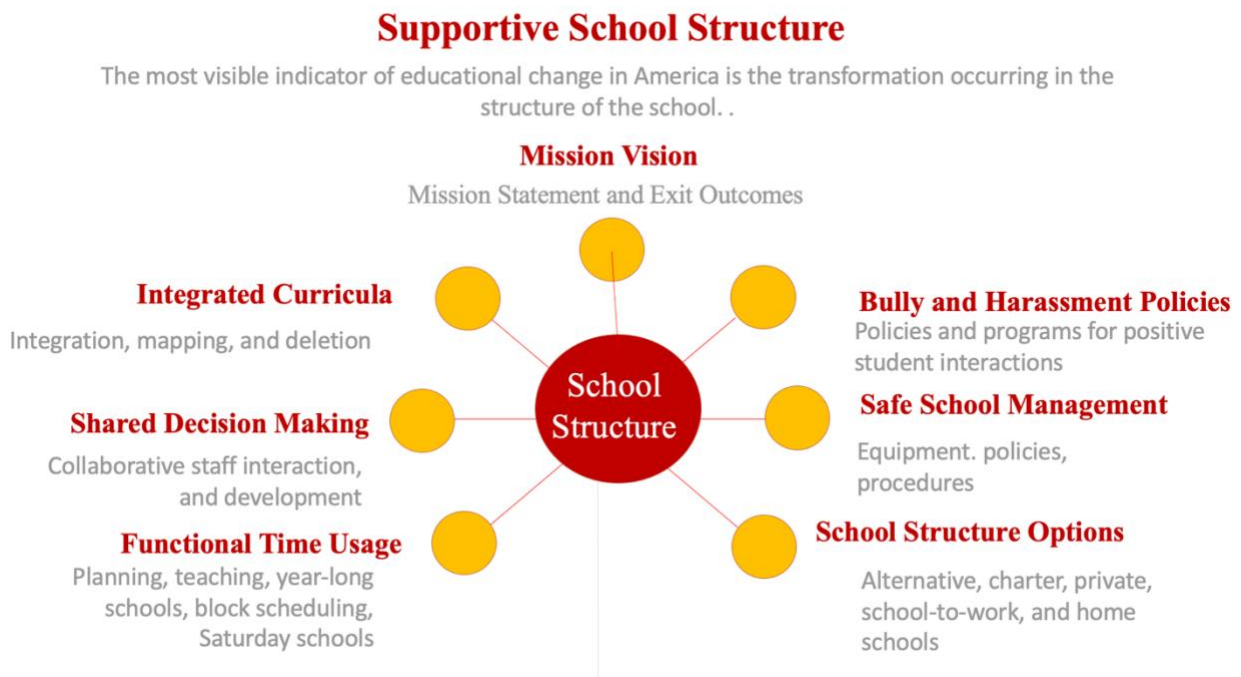 Supportive School Structure
The most visible indicator of educational change in America is the transformation occurring in the
structure of the school. .
Mission Vision
Mission Statement and Exit Outcomes
Integrated Curricula
Integration, mapping, and deletion
Shared Decision Making
Collaborative staff interaction,
and development
Functional Time Usage
Planning, teaching, year-long
schools, block scheduling,
Saturday schools
School
Structure
Bully and Harassment Policies
Policies and programs for positive
student interactions
Safe School Management
Equipment. policies,
procedures
School Structure Options
Alternative, charter, private,
school-to-work, and home
schools